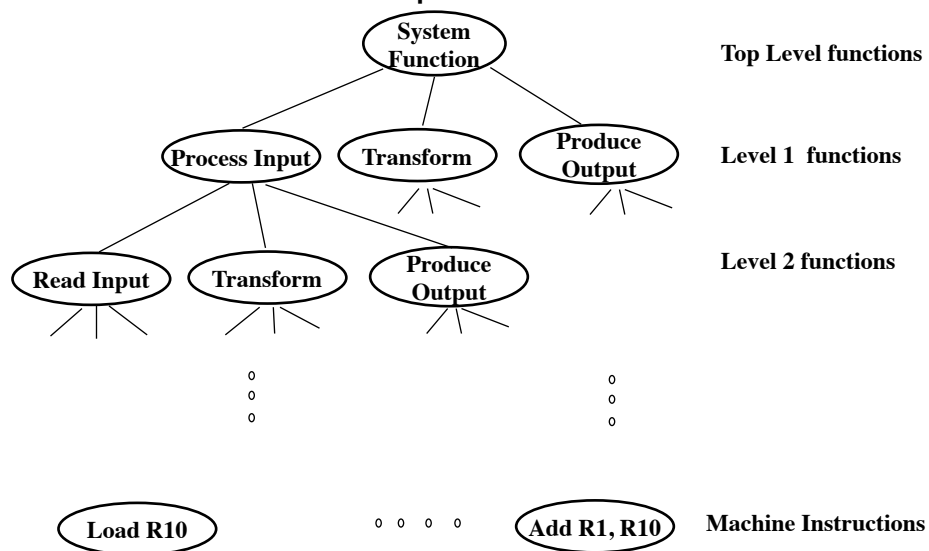 System
Function
Top Level functions
Process Input
Transform
Produce
Output
Level 1 functions
Read Input
Transform
Produce
Output
Level 2 functions
Load R10
Add R1, R10
Machine Instructions